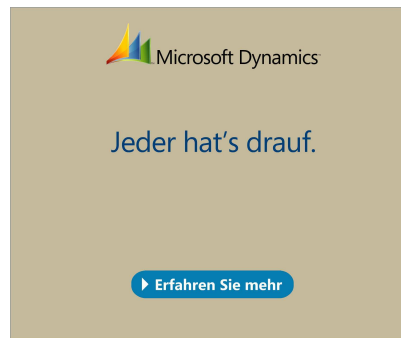 Microsoft Dynamics
Jeder hat's drauf.
Erfahren Sie mehr